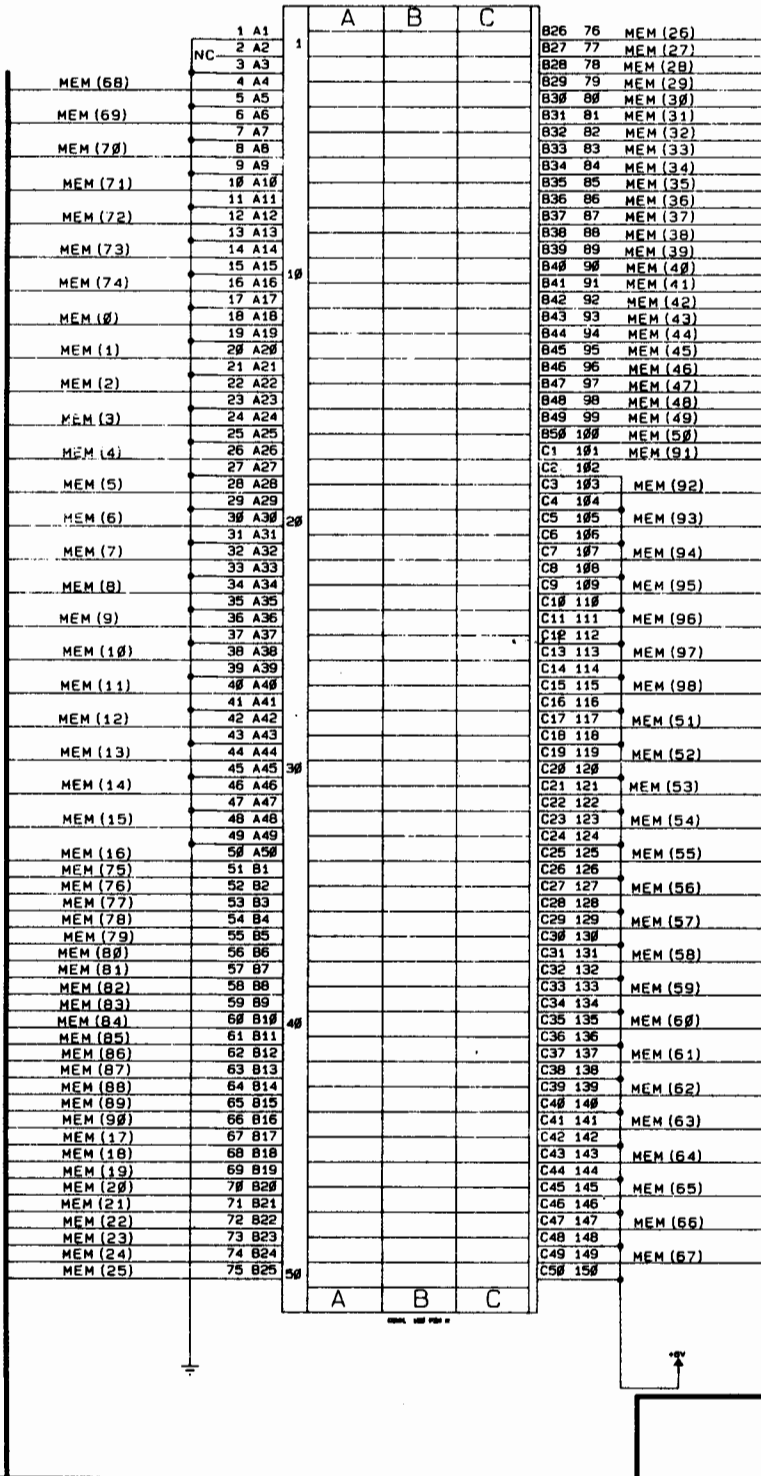 A B C
1
NC
1 A1
2 A2
3 A3
MEM (68) 4 A4
5 A5
MEM (69) 6 A6
7 A7
MEM (7Ø) 8 A8
9 A9
MEM (71) 1Ø A1Ø
11 A11
MEM (72) 12 A12
13 A13
MEM (73) 14 A14
15 A15 1Ø
MEM (74) 16 A16
17 A17
MEM (Ø) 18 A18
19 A19
MEM (1) 2Ø A2Ø
21 A21
MEM (2) 22 A22
23 A23
MEM (3) 24 A24
25 A25
MEM (4) 26 A26
27 A27
MEM (5) 28 A28
29 A29
MEM (6) 3Ø A3Ø 2Ø
31 A31
MEM (7) 32 A32
33 A33
MEM (8) 34 A34
35 A35
MEM (9) 36 A36
37 A37
MEM (1Ø) 38 A38
39 A39
MEM (11) 4Ø A4Ø
41 A41
MEM (12) 42 A42
43 A43
MEM (13) 44 A44
45 A45 3Ø
MEM (14) 46 A46
47 A47
MEM (15) 48 A48
49 A49
MEM (16) 5Ø A5Ø
MEM (75) 51 B1
MEM (76) 52 B2
MEM (77) 53 B3
MEM (78) 54 B4
MEM (79) 55 B5
MEM (8Ø) 56 B6
MEM (81) 57 B7
MEM (82) 58 B8
MEM (83) 59 B9
MEM (84) 6Ø B1Ø 4Ø
MEM (85) 61 B11
MEM (86) 62 B12
MEM (87) 63 B13
MEM (88) 64 B14
MEM (89) 65 B15
MEM (9Ø) 66 B16
MEM (17) 67 B17
MEM (18) 68 B18
MEM (19) 69 B19
MEM (2Ø) 7Ø B2Ø
MEM (21) 71 B21
MEM (22) 72 B22
MEM (23) 73 B23
MEM (24) 74 B24
MEM (25) 75 B25 5Ø
B26 76 MEM (26)
B27 77 MEM (27)
B28 78 MEM (28)
B29 79 MEM (29)
B3Ø 8Ø MEM (3Ø)
B31 81 MEM (31)
B32 82 MEM (32)
B33 83 MEM (33)
B34 84 MEM (34)
B35 85 MEM (35)
B36 86 MEM (36)
B37 87 MEM (37)
B38 88 MEM (38)
B39 89 MEM (39)
B4Ø 9Ø MEM (4Ø)
B41 91 MEM (41)
B42 92 MEM (42)
B43 93 MEM (43)
B44 94 MEM (44)
B45 95 MEM (45)
B46 96 MEM (46)
B47 97 MEM (47)
B48 98 MEM (48)
B49 99 MEM (49)
B5Ø 1ØØ MEM (5Ø)
C1 1Ø1 MEM (91)
C2 1Ø2
C3 1Ø3 MEM (92)
C4 1Ø4
C5 1Ø5 MEM (93)
C6 1Ø6
C7 1Ø7 MEM (94)
C8 1Ø8
C9 1Ø9 MEM (95)
C1Ø 11Ø
C11 111 MEM (96)
C12 112
C13 113 MEM (97)
C14 114
C15 115 MEM (98)
C16 116
C17 117 MEM (51)
C18 118
C19 119 MEM (52)
C2Ø 12Ø
C21 121 MEM (53)
C22 122
C23 123 MEM (54)
C24 124
C25 125 MEM (55)
C26 126
C27 127 MEM (56)
C28 128
C29 129 MEM (57)
C3Ø 13Ø
C31 131 MEM (58)
C32 132
C33 133 MEM (59)
C34 134
C35 135 MEM (6Ø)
C36 136
C37 137 MEM (61)
C38 138
C39 139 MEM (62)
C4Ø 14Ø
C41 141 MEM (63)
C42 142
C43 143 MEM (64)
C44 144
C45 145 MEM (65)
C46 146
C47 147 MEM (66)
C48 148
C49 149 MEM (67)
C5Ø 15Ø
A B C
+5V